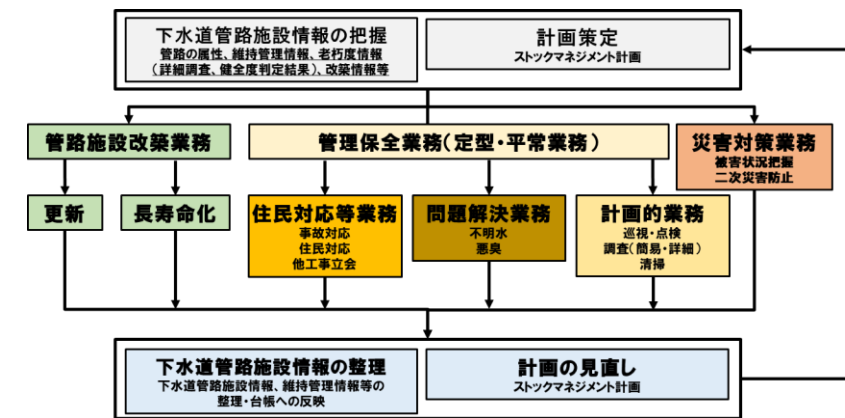 下水道管路施設情報の把握
管路の属性、維持管理情報、老朽度情報
（詳細調査、健全度判定結果）、改築情報等
計画策定
ストックマネジメント計画
管路施設改築業務
管理保全業務（定型・平常業務）
災害対策業務
被害状況把握
二次災害防止
更新
長寿命化
住民対応等業務
事故対応
住民対応
他工事立会
問題解決業務
不明水
悪臭
計画的業務
巡視・点検
調査（簡易・詳細）
清掃
下水道管路施設情報の整理
下水道管路施設情報、維持管理情報等の
整理・台帳への反映
計画の見直し
ストックマネジメント計画